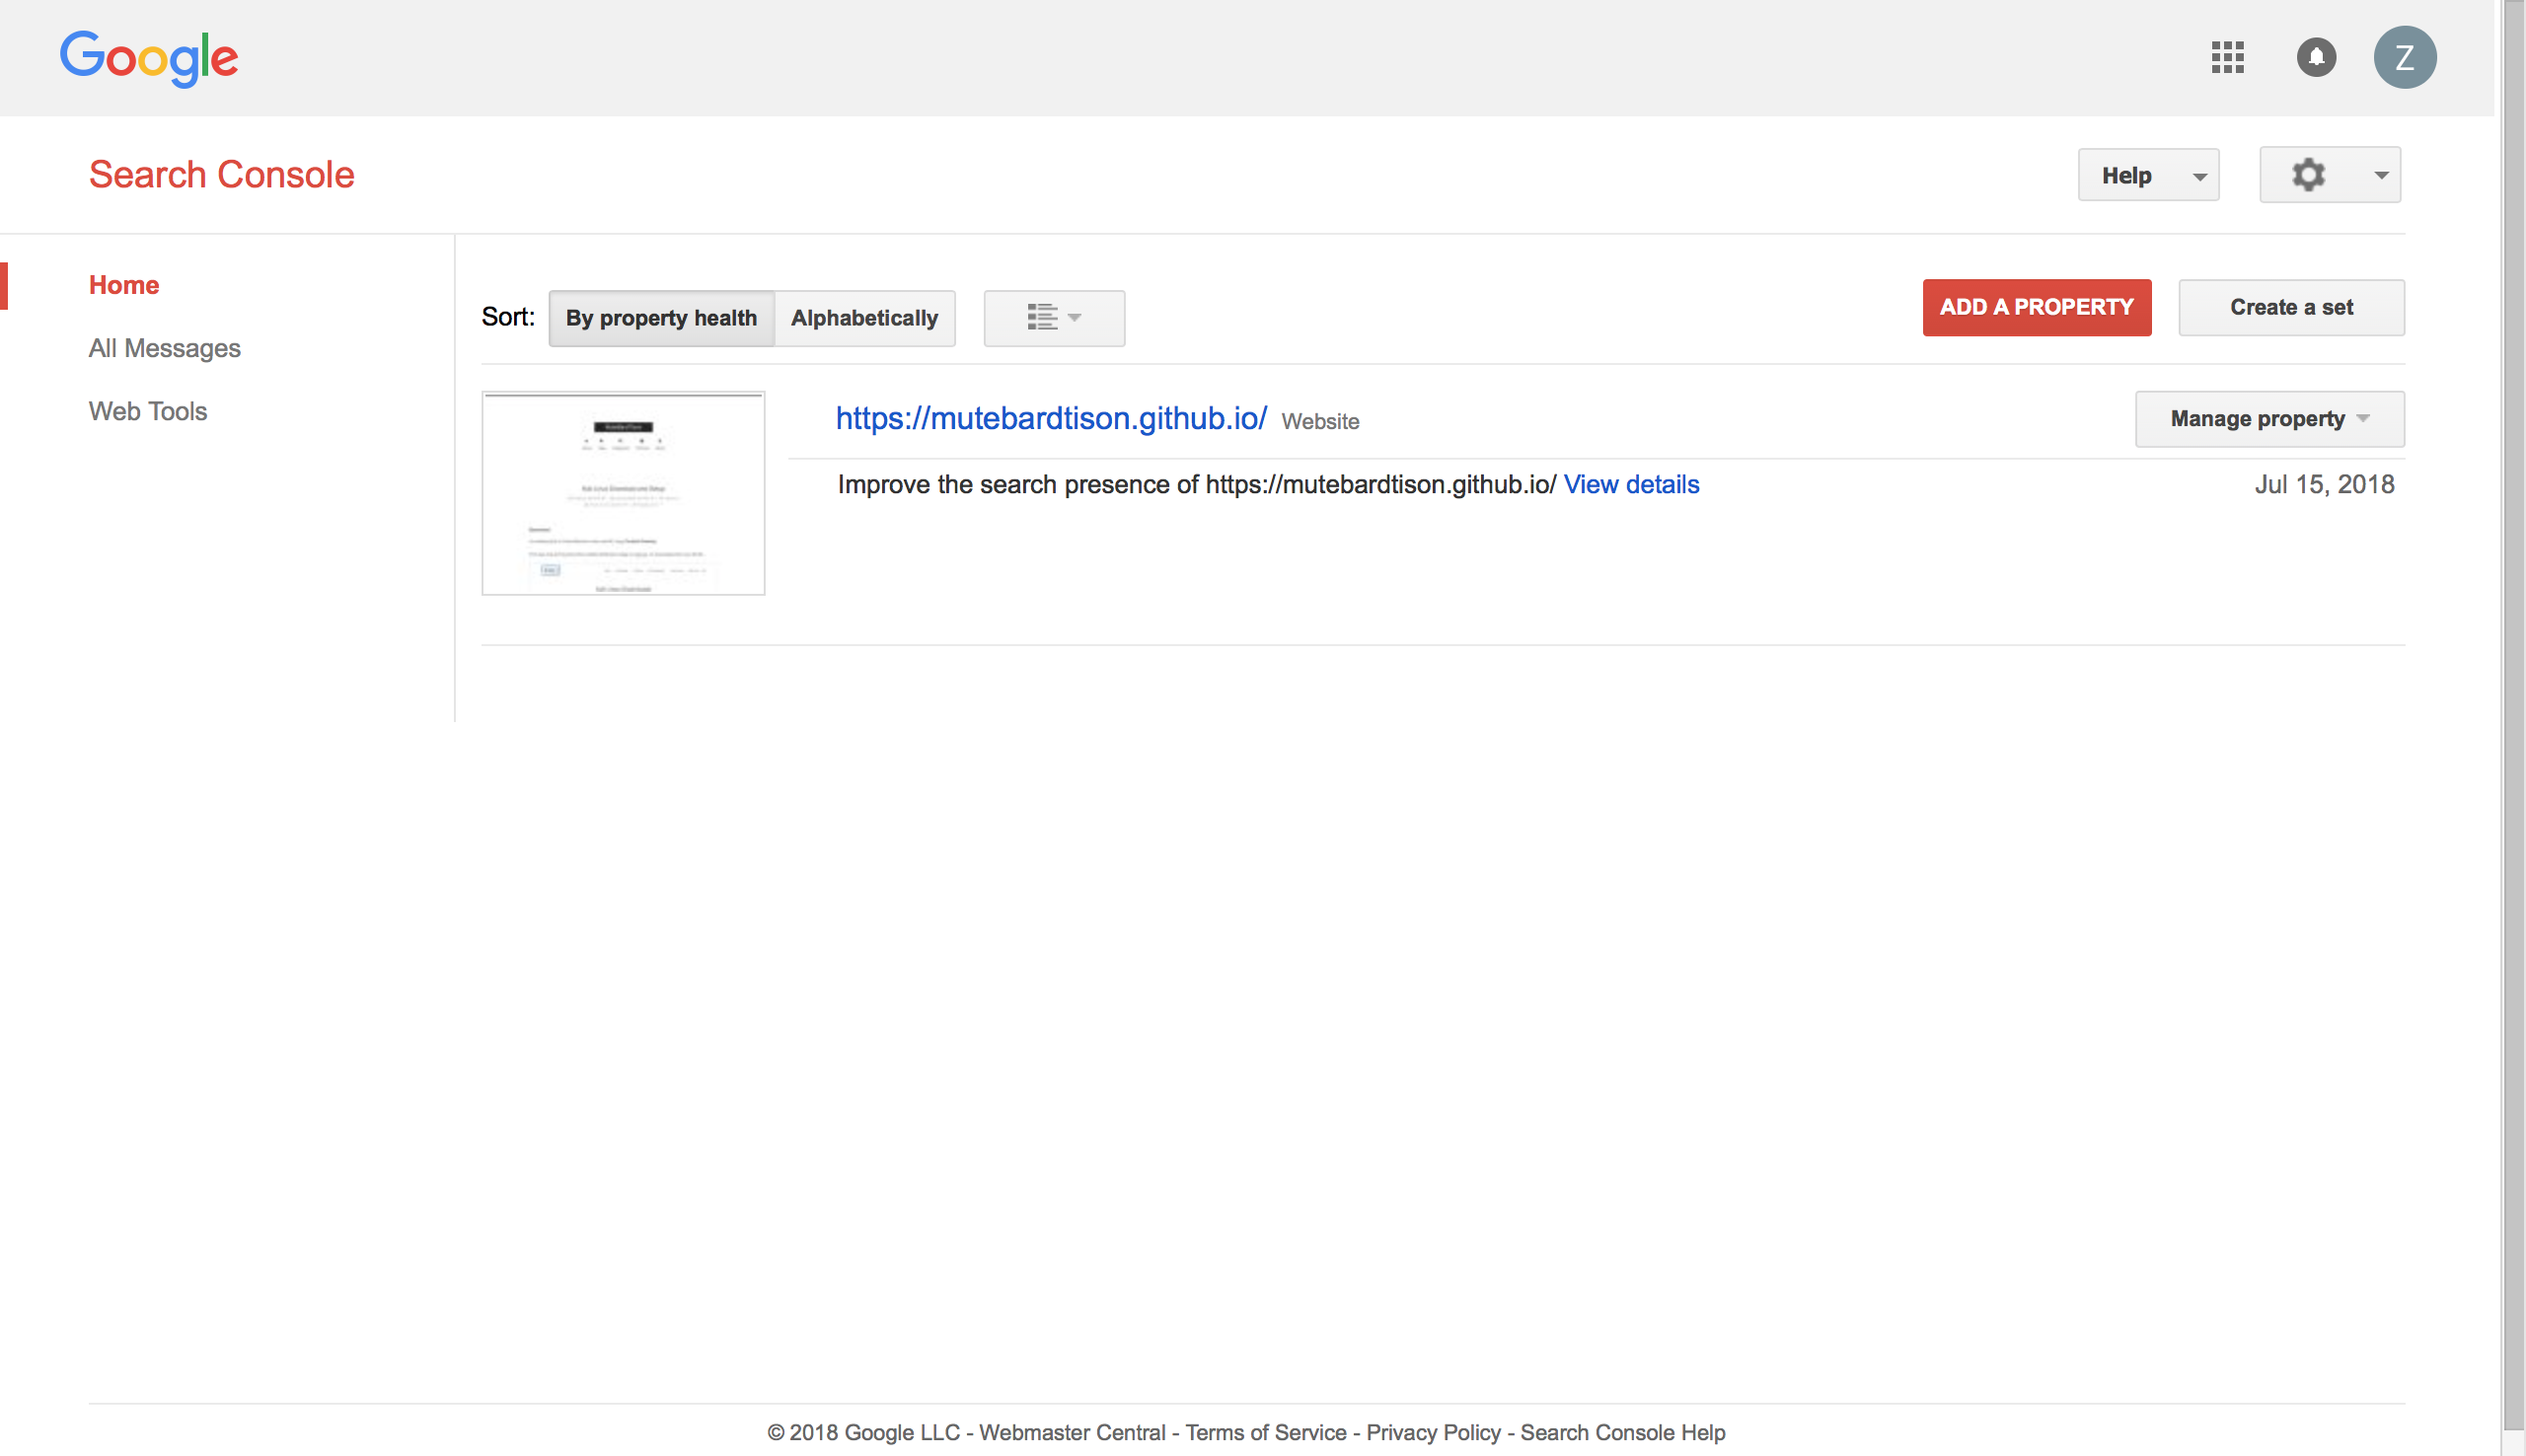 Google
Z
Search Console
Help
Home
All Messages
Web Tools
Sort: By property health Alphabetically
ADD A PROPERTY Create a set
https://mutebardtison.github.io/ Website
Manage property
Improve the search presence of https://mutebardtison.github.io/ View details
Jul 15, 2018
© 2018 Google LLC - Webmaster Central - Terms of Service - Privacy Policy - Search Console Help